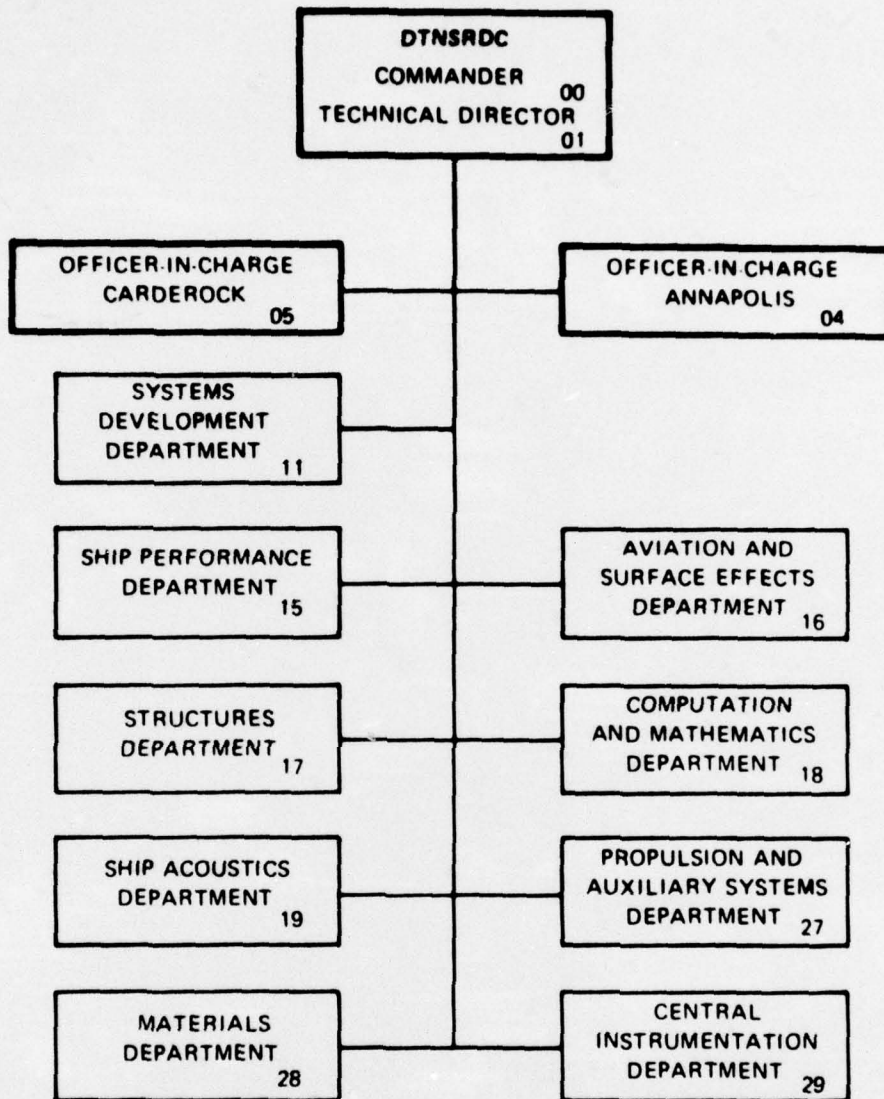 DTNSRDC
COMMANDER
00
TECHNICAL DIRECTOR
01
OFFICER-IN-CHARGE
CARDEROCK
05
OFFICER-IN-CHARGE
ANNAPOLIS
04
SYSTEMS
DEVELOPMENT
DEPARTMENT
11
SHIP PERFORMANCE
DEPARTMENT
15
AVIATION AND
SURFACE EFFECTS
DEPARTMENT
16
STRUCTURES
DEPARTMENT
17
COMPUTATION
AND MATHEMATICS
DEPARTMENT
18
SHIP ACOUSTICS
DEPARTMENT
19
PROPULSION AND
AUXILIARY SYSTEMS
DEPARTMENT
27
MATERIALS
DEPARTMENT
28
CENTRAL
INSTRUMENTATION
DEPARTMENT
29